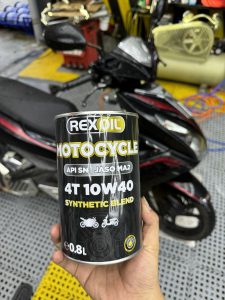 REXOIL
MOTOCYCLE
API SN - JASO MA2
4T 10W40
SYNTHETIC BLEND
℮0.8L